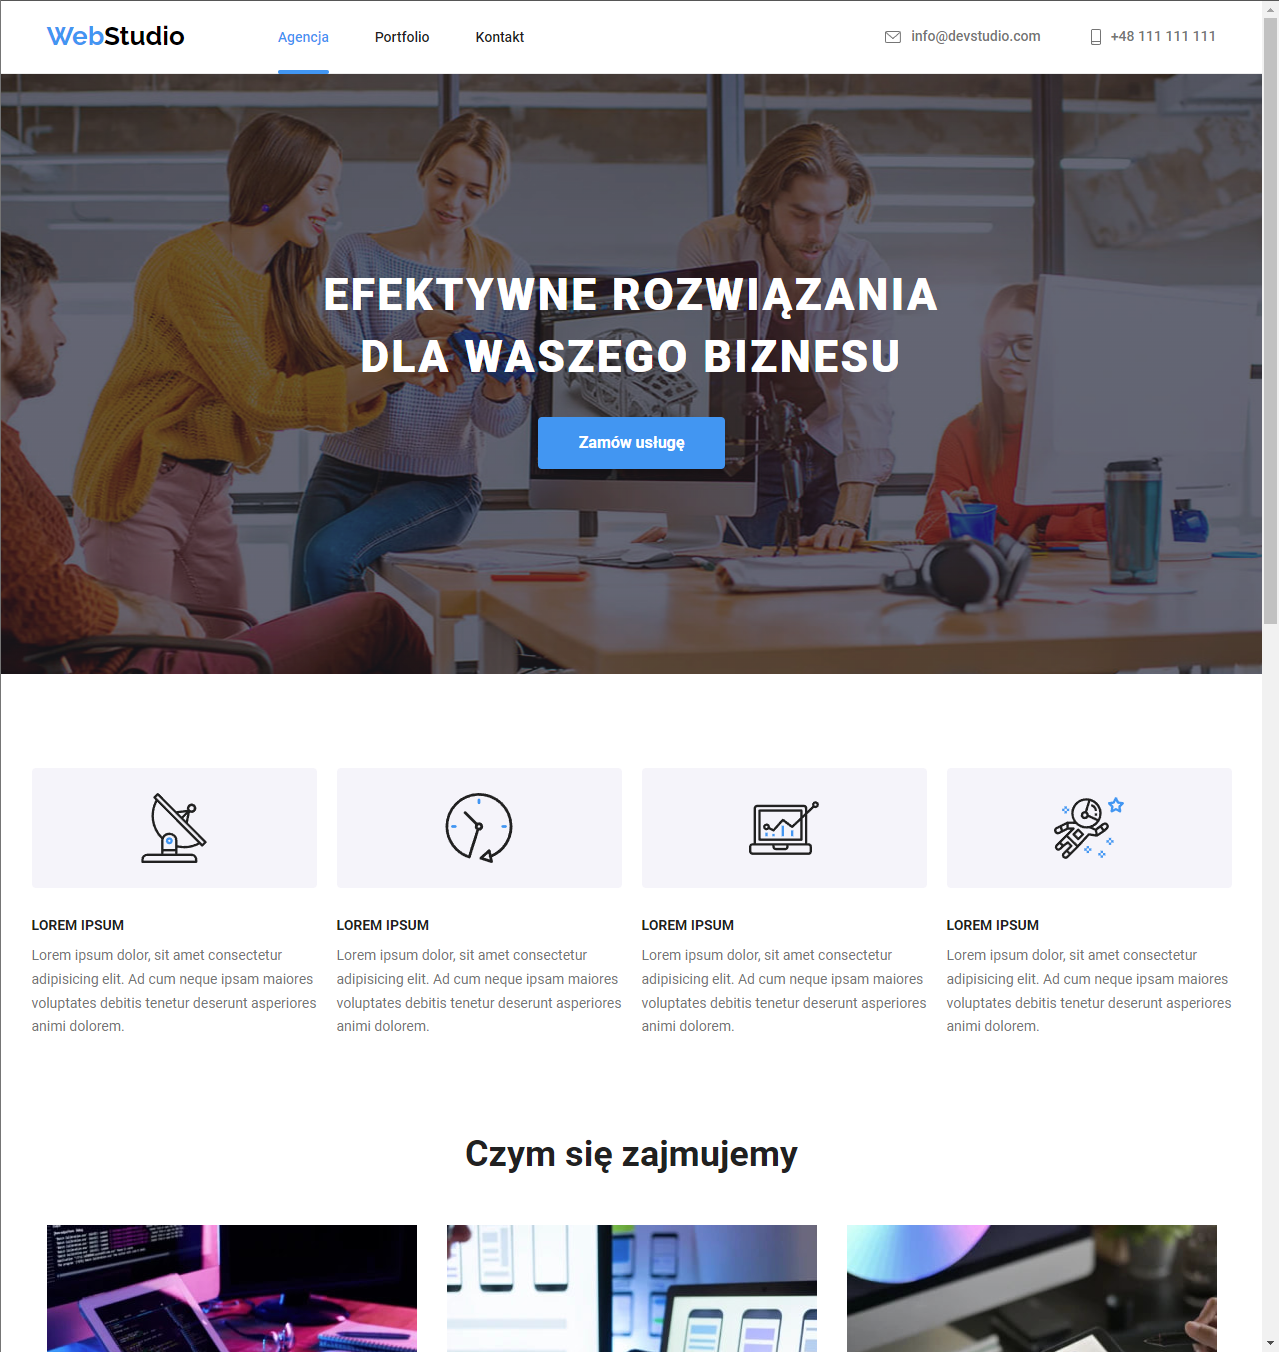 WebStudio
Agencja Portfolio Kontakt
info@devstudio.com +48 111 111 111
EFEKTYWNE ROZWIĄZANIA
DLA WASZEGO BIZNESU
Zamów usługę
LOREM IPSUM
Lorem ipsum dolor, sit amet consectetur
adipisicing elit. Ad cum neque ipsam maiores
voluptates debitis tenetur deserunt asperiores
animi dolorem.
LOREM IPSUM
Lorem ipsum dolor, sit amet consectetur
adipisicing elit. Ad cum neque ipsam maiores
voluptates debitis tenetur deserunt asperiores
animi dolorem.
LOREM IPSUM
Lorem ipsum dolor, sit amet consectetur
adipisicing elit. Ad cum neque ipsam maiores
voluptates debitis tenetur deserunt asperiores
animi dolorem.
LOREM IPSUM
Lorem ipsum dolor, sit amet consectetur
adipisicing elit. Ad cum neque ipsam maiores
voluptates debitis tenetur deserunt asperiores
animi dolorem.
Czym się zajmujemy